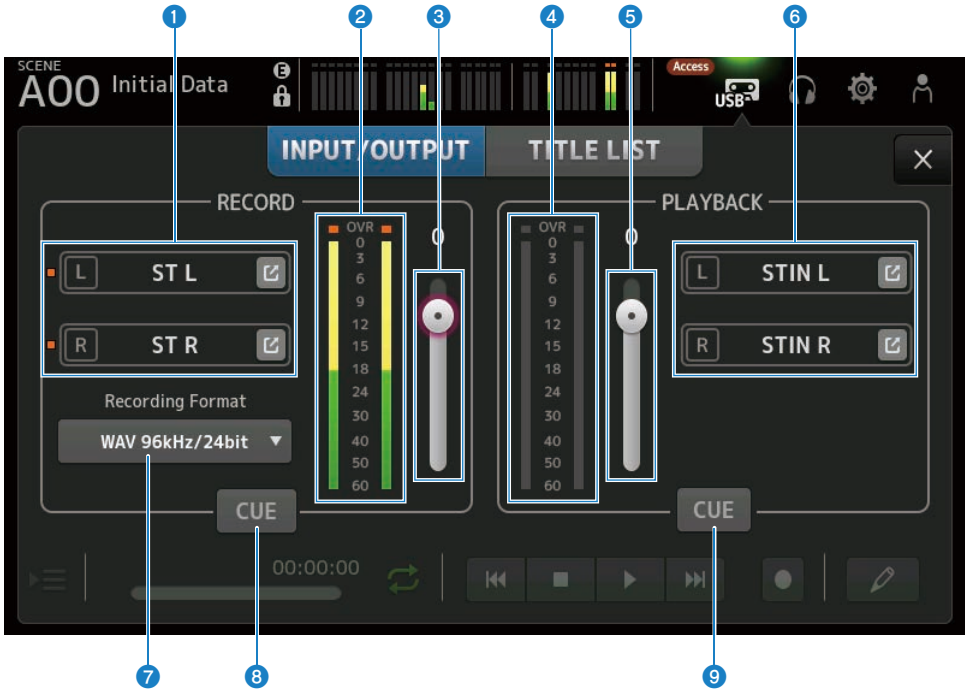 1 2 3 4 5 6
SCENE
A00 Initial Data E Access USB
INPUT/OUTPUT TITLE LIST
RECORD PLAYBACK
OVR 0 OVR 0
0 0
3 3
L ST L 6 6 L STIN L
9 9
12 12
R ST R 15 15 R STIN R
18 18
Recording Format 24 24
30 30
WAV 96kHz/24bit 40 40
50 50
60 60
CUE CUE
00:00:00
7 8 9